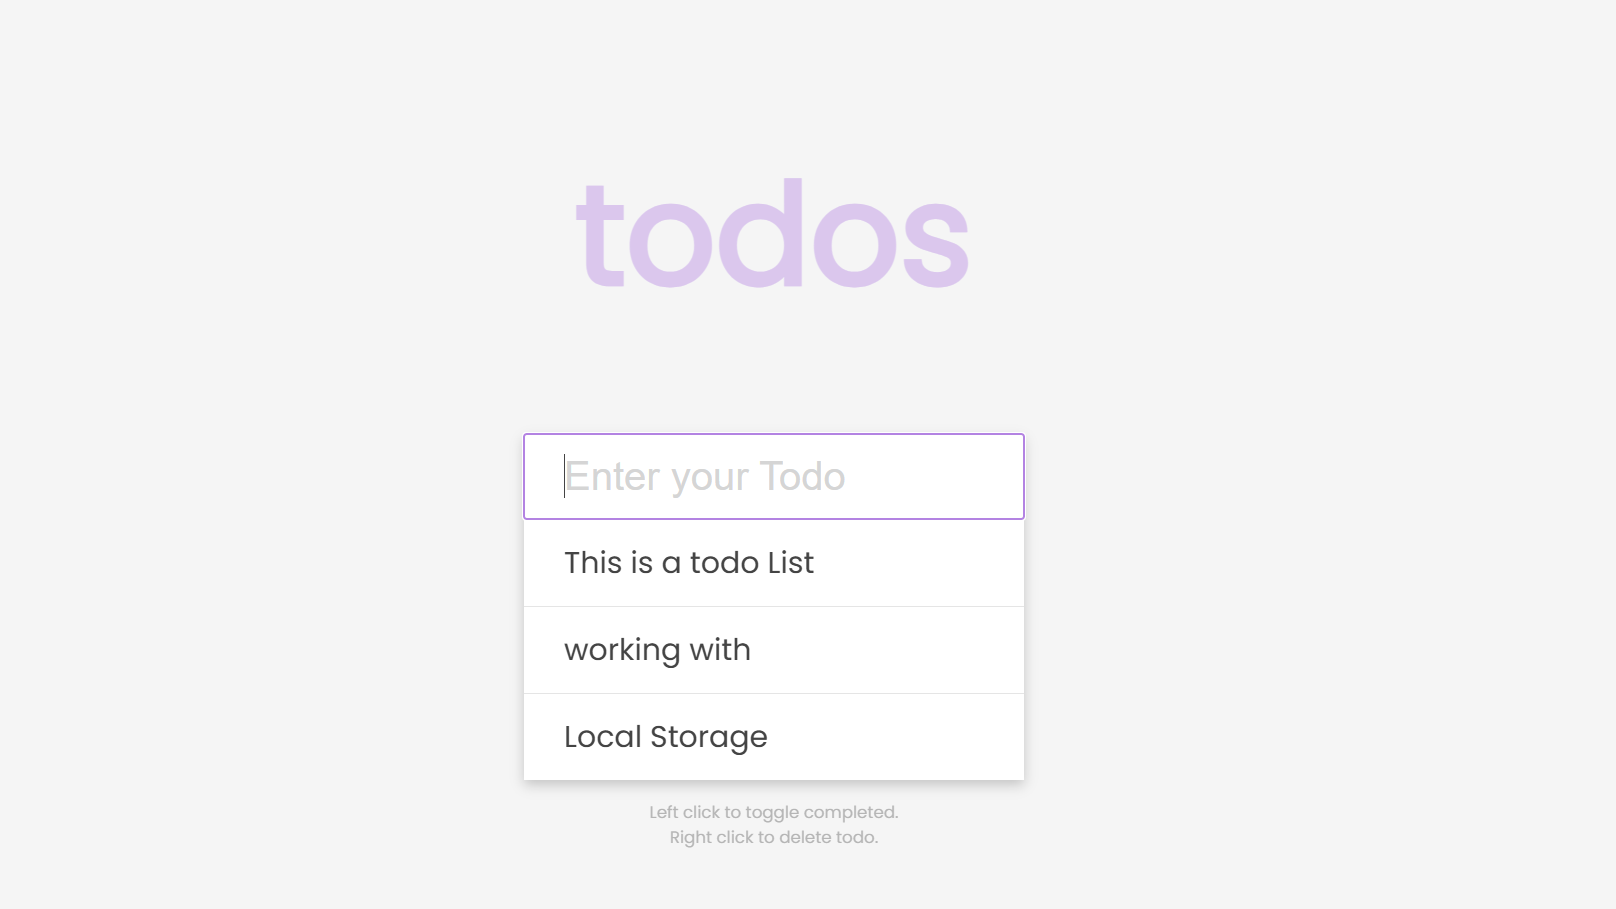 todos
Enter your Todo
This is a todo List
working with
Local Storage
Left click to toggle completed.
Right click to delete todo.